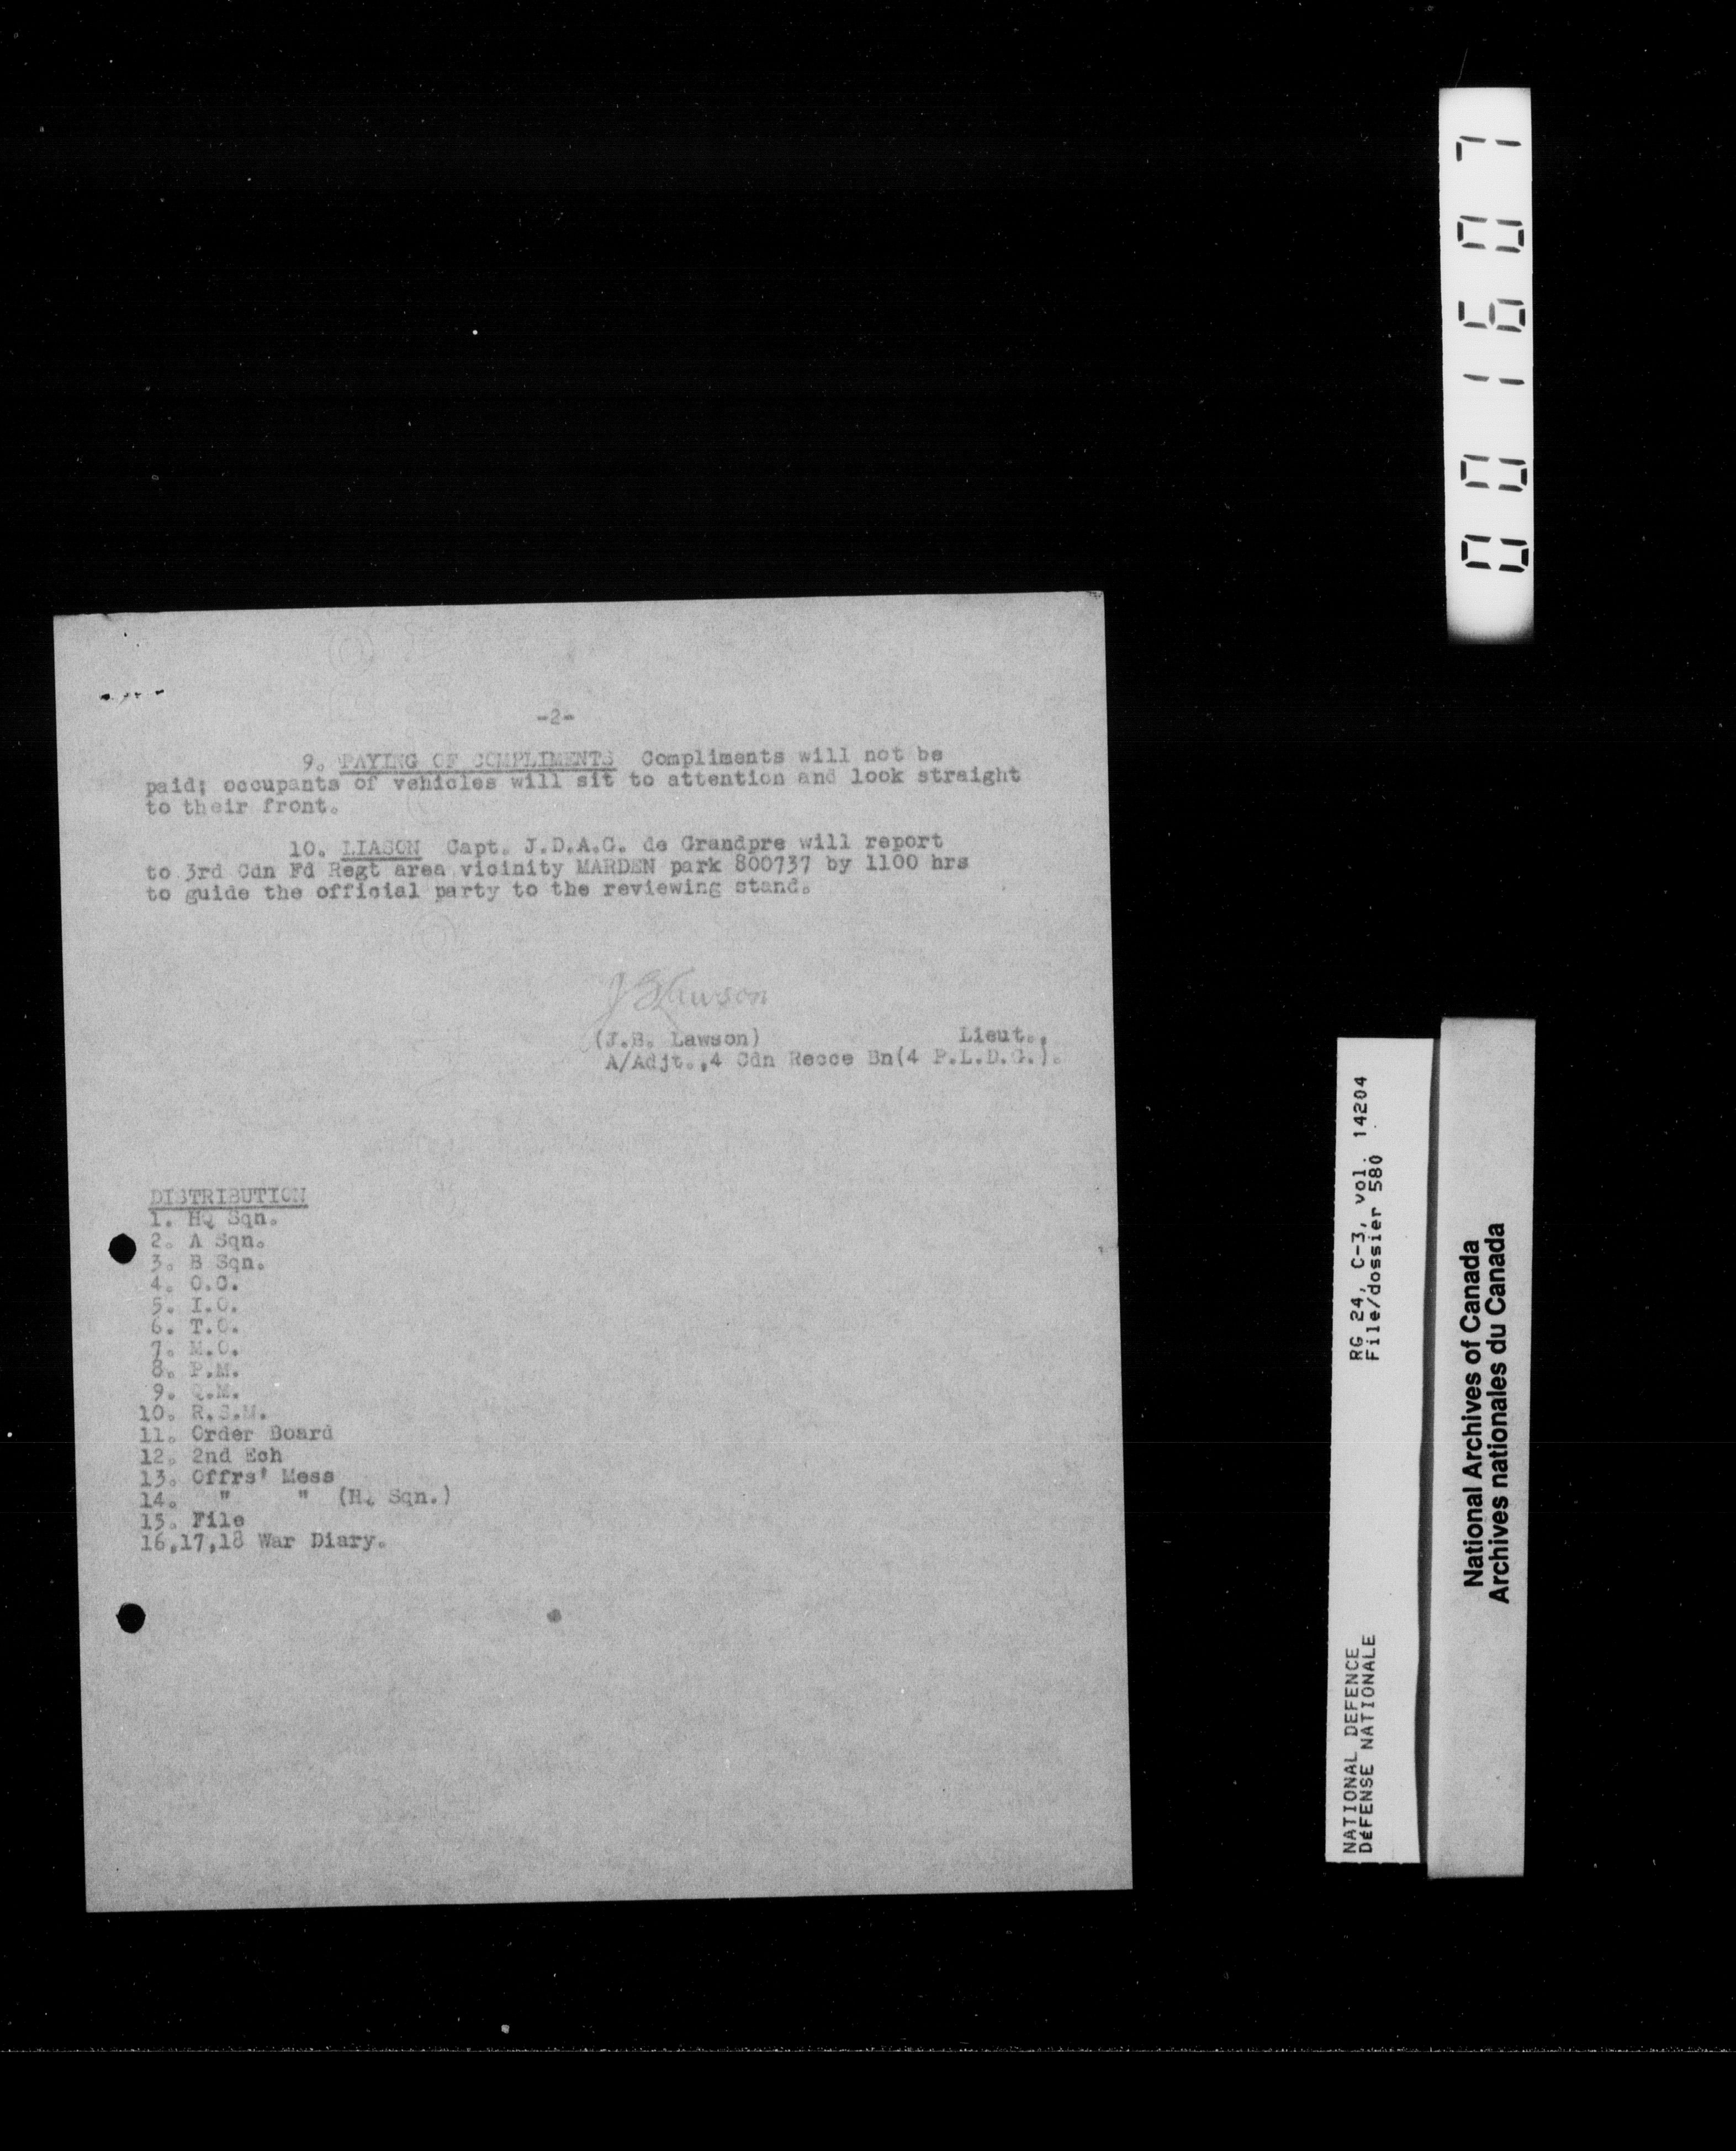 -2-
9. PAYING OF COMPLIMENTS Compliments will not be
paid; occupants of vehicles will sit to attention and look straight
to their front.
10. LIASON Capt. J.D.A.G. de Grandpre will report
to 3rd Cdn Fd Regt area vicinity MARDEN park 800737 by 1100 hrs
to guide the official party to the reviewing stand.
JBLawson
(J.B. Lawson) Lieut.,
A/Adjt.,4 Cdn Recce Bn(4 P.L.D.G.).
DISTRIBUTION
1. HQ Sqn.
2. A Sqn.
3. B Sqn.
4. O.C.
5. I.O.
6. T.O.
7. M.O.
8. P.M.
9. Q.M.
10. R.S.M.
11. Order Board
12. 2nd Ech
13. Offrs' Mess
14. " " (HQ Sqn.)
15. File
16,17,18 War Diary.
001607
RG 24, C-3, vol. 14204
File/dossier 580
NATIONAL DEFENCE
DÉFENSE NATIONALE
National Archives of Canada
Archives nationales du Canada